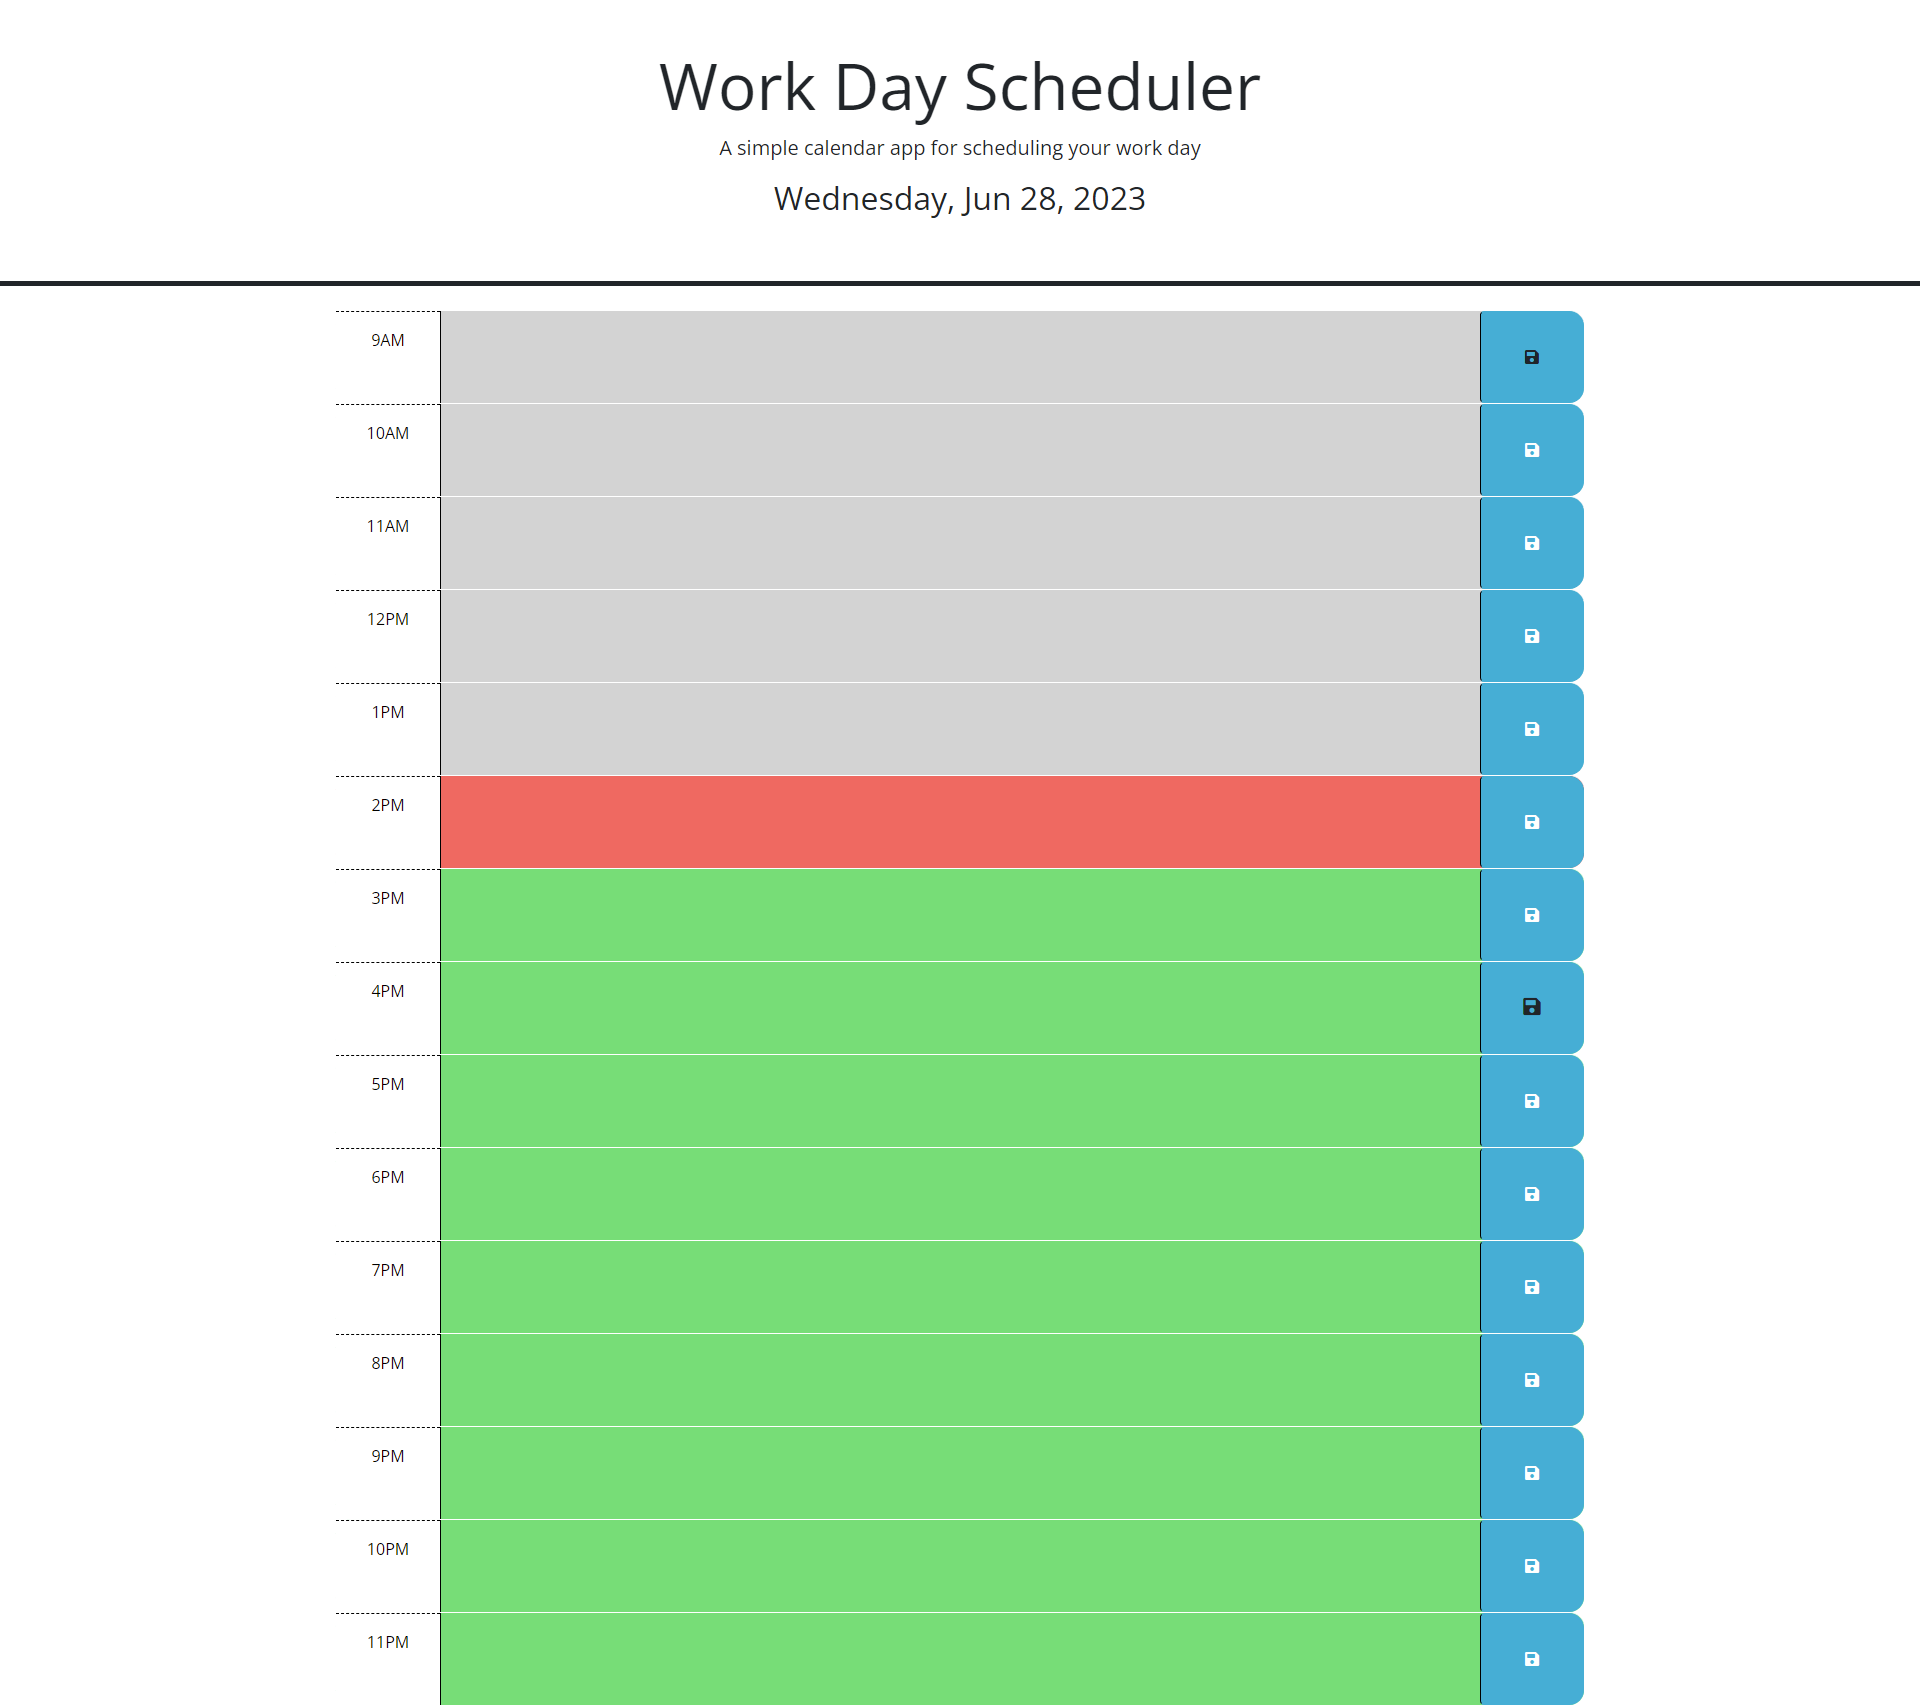 Work Day Scheduler
A simple calendar app for scheduling your work day
Wednesday, Jun 28, 2023
9AM
10AM
11AM
12PM
1PM
2PM
3PM
4PM
5PM
6PM
7PM
8PM
9PM
10PM
11PM